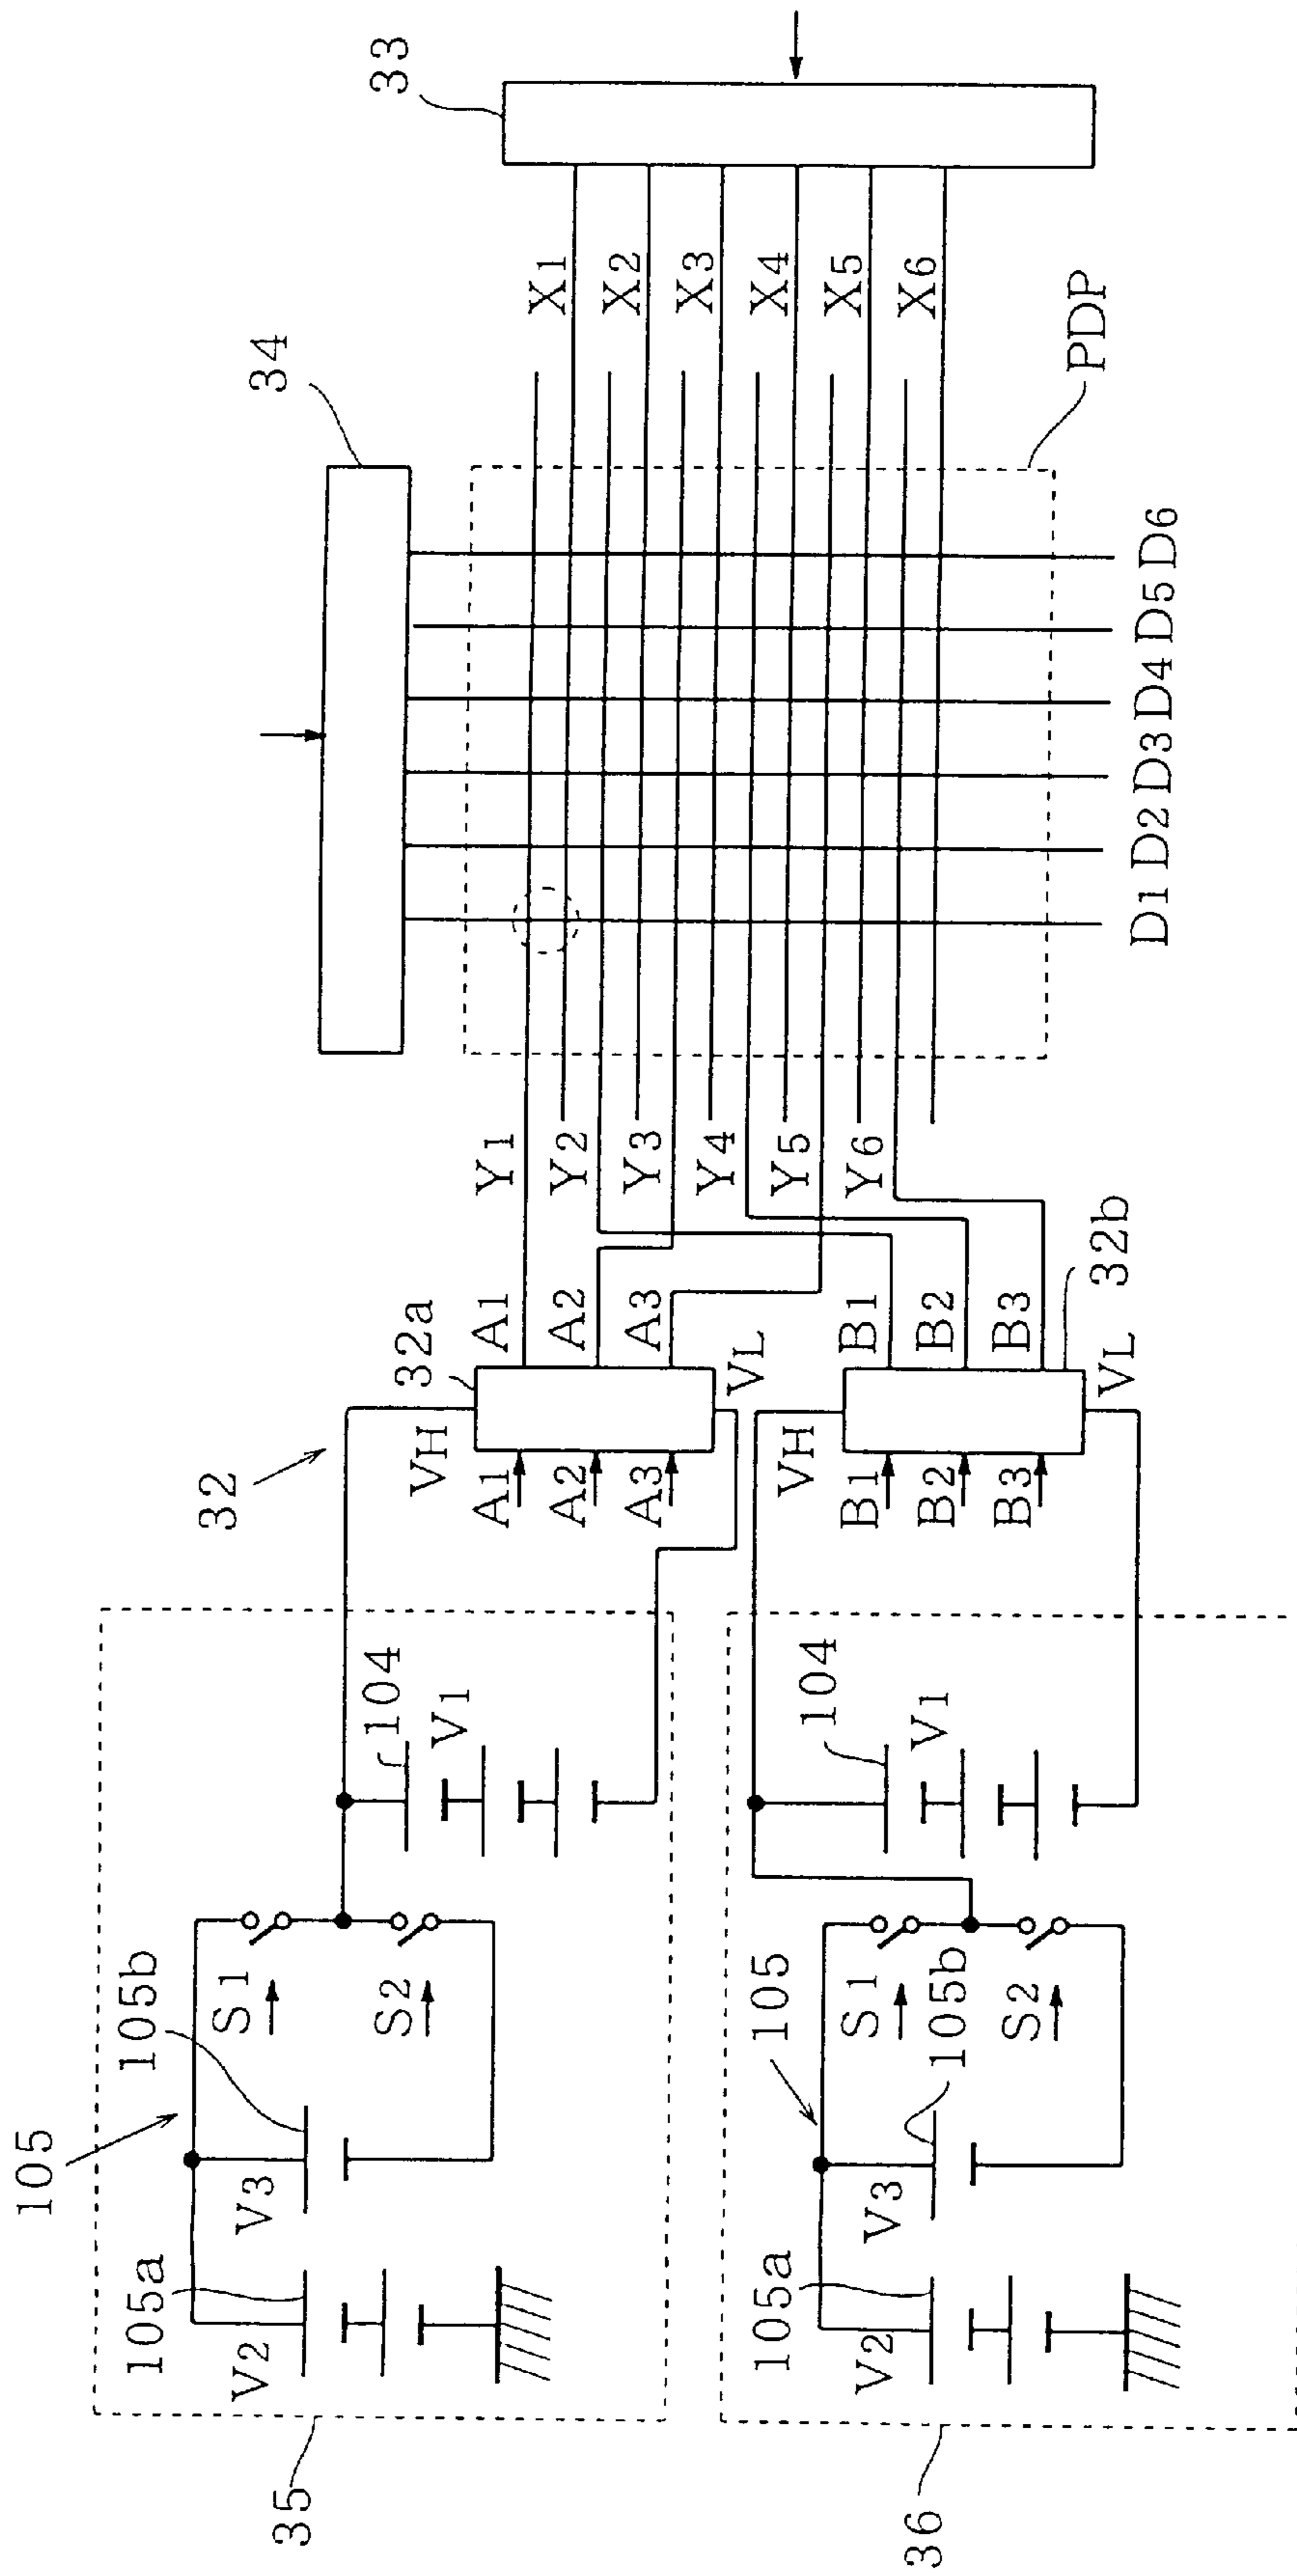 34
33
X1
X2
X3
X4
X5
X6
PDP
D1 D2 D3 D4 D5 D6
Y1
Y2
Y3
Y4
Y5
Y6
32
32a
VH
A1
A2
A3
A1
A2
A3
VL
VH
B1
B2
B3
B1
B2
B3
VL
32b
105
105b
105a
V2
V3
S1
S2
104
V1
35
105
105b
105a
V2
V3
S1
S2
104
V1
36